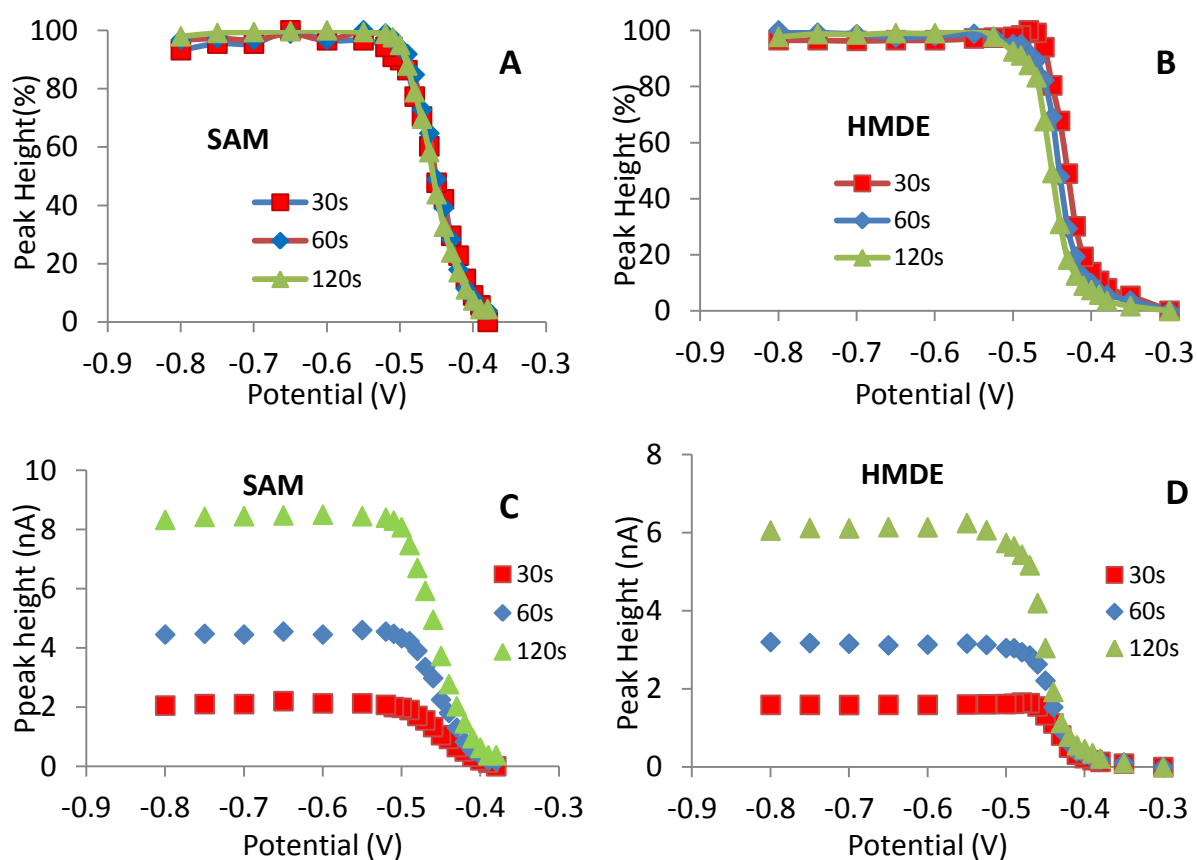 A
SAM
Peak Height(%)
100
80
60
40
20
0
30s
60s
120s
-0.9 -0.8 -0.7 -0.6 -0.5 -0.4 -0.3
Potential (V)
B
HMDE
Peak Height (%)
100
80
60
40
20
0
30s
60s
120s
-0.9 -0.8 -0.7 -0.6 -0.5 -0.4 -0.3
Potential (V)
C
SAM
Ppeak height (nA)
10
8
6
4
2
0
30s
60s
120s
-0.9 -0.8 -0.7 -0.6 -0.5 -0.4 -0.3
Potential (V)
D
HMDE
Peak Height (nA)
8
6
4
2
0
30s
60s
120s
-0.9 -0.8 -0.7 -0.6 -0.5 -0.4 -0.3
Potential (V)